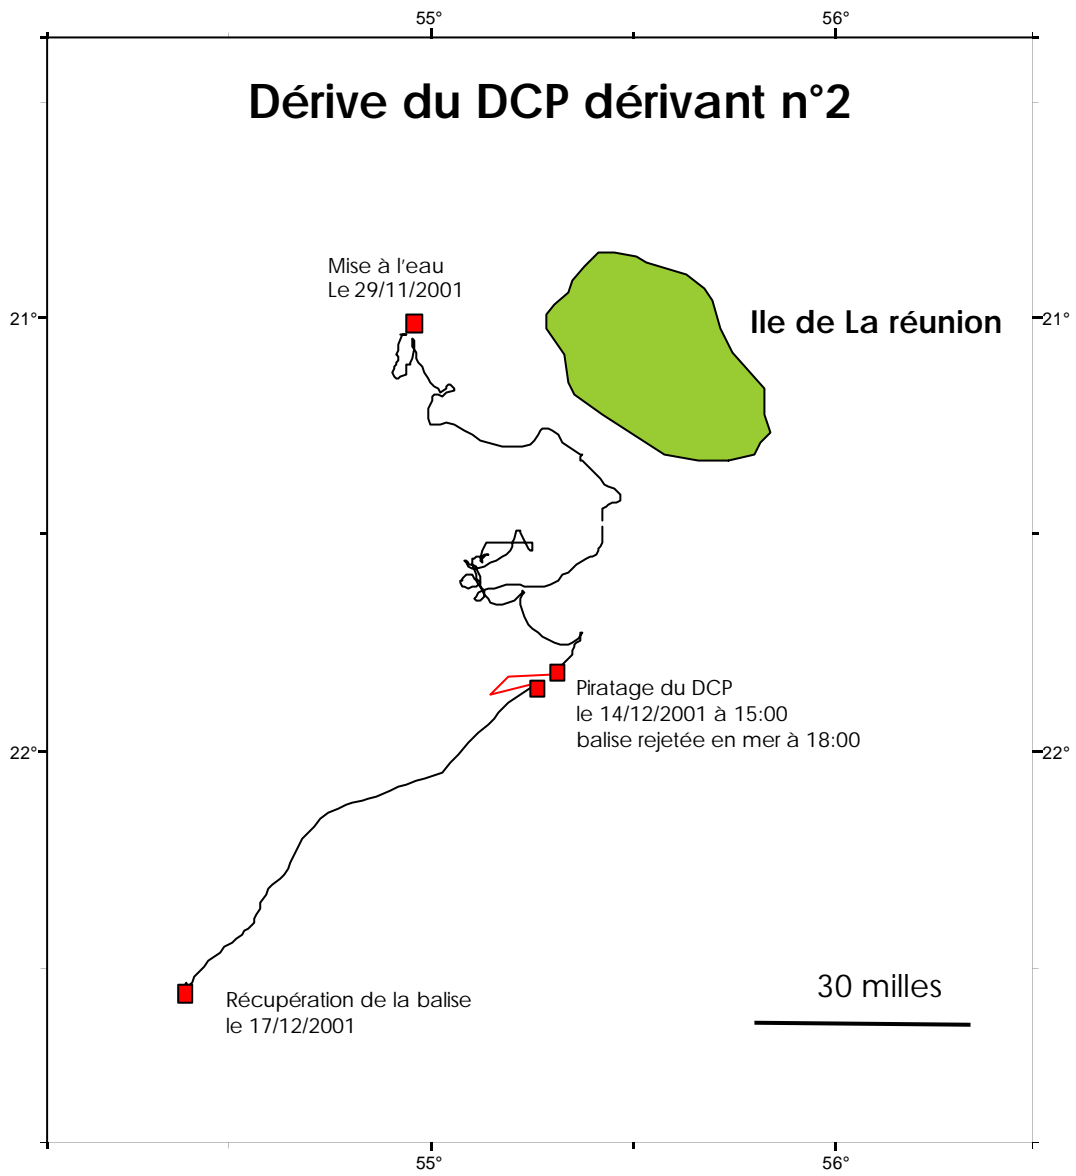 55°
56°
Dérive du DCP dérivant n°2
Mise à l'eau
Le 29/11/2001
21°
Ile de La réunion
21°
Piratage du DCP
le 14/12/2001 à 15:00
balise rejetée en mer à 18:00
22°
22°
30 milles
Récupération de la balise
le 17/12/2001
55°
56°